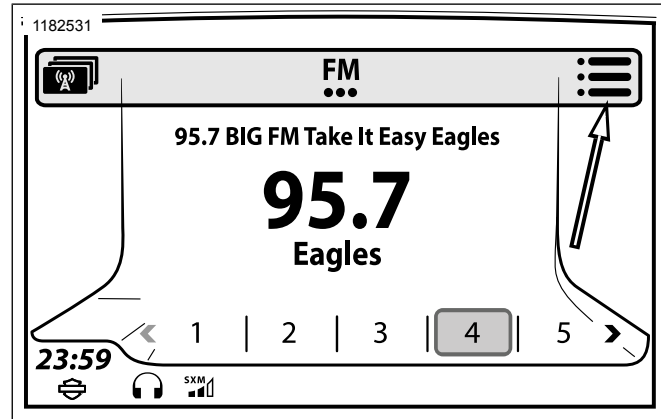 1182531
FM
95.7 BIG FM Take It Easy Eagles
95.7
Eagles
1 2 3 4 5
23:59
SXM